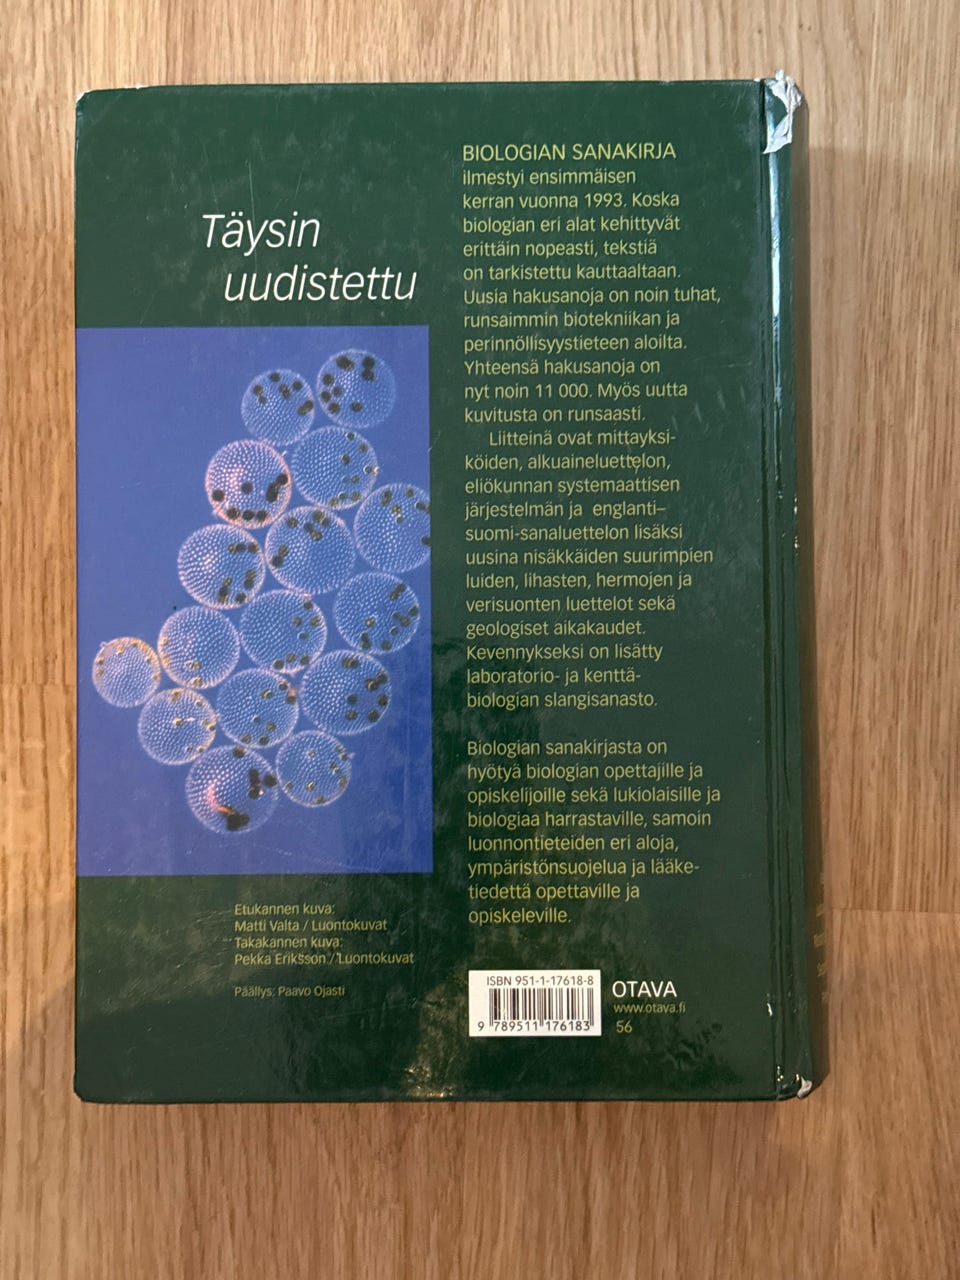 Täysin
uudistettu
BIOLOGIAN SANAKIRJA
ilmestyi ensimmäisen
kerran vuonna 1993. Koska
biologian eri alat kehittyvät
erittäin nopeasti, tekstiä
on tarkistettu kauttaaltaan.
Uusia hakusanoja on noin tuhat,
runsaimmin biotekniikan ja
perinnöllisyystieteen aloilta.
Yhteensä hakusanoja on
nyt noin 11 000. Myös uutta
kuvitusta on runsaasti.
Liitteinä ovat mittayksi-
köiden, alkuaineluettelon,
eliökunnan systemaattisen
järjestelmän ja englanti–
suomi-sanaluettelon lisäksi
uusina nisäkkäiden suurimpien
luiden, lihasten, hermojen ja
verisuonten luettelot sekä
geologiset aikakaudet.
Kevennykseksi on lisätty
laboratorio- ja kenttä-
biologian slangisanasto.
Biologian sanakirjasta on
hyötyä biologian opettajille ja
opiskelijoille sekä lukiolaisille ja
biologiaa harrastaville, samoin
luonnontieteiden eri aloja,
ympäristönsuojelua ja lääke-
tiedettä opettaville ja
opiskeleville.
Etukannen kuva:
Matti Valta / Luontokuvat
Takakannen kuva:
Pekka Eriksson / Luontokuvat
Päällys: Paavo Ojasti
ISBN 951-1-17618-8
9 789511 176183
OTAVA
www.otava.fi
56